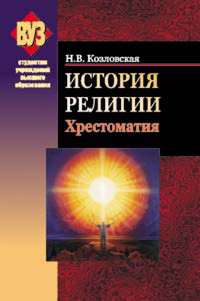 ВУЗ
СТУДЕНТАМ
УЧРЕЖДЕНИЙ
ВЫСШЕГО
ОБРАЗОВАНИЯ
Н.В. Козловская
ИСТОРИЯ
РЕЛИГИИ
Хрестоматия